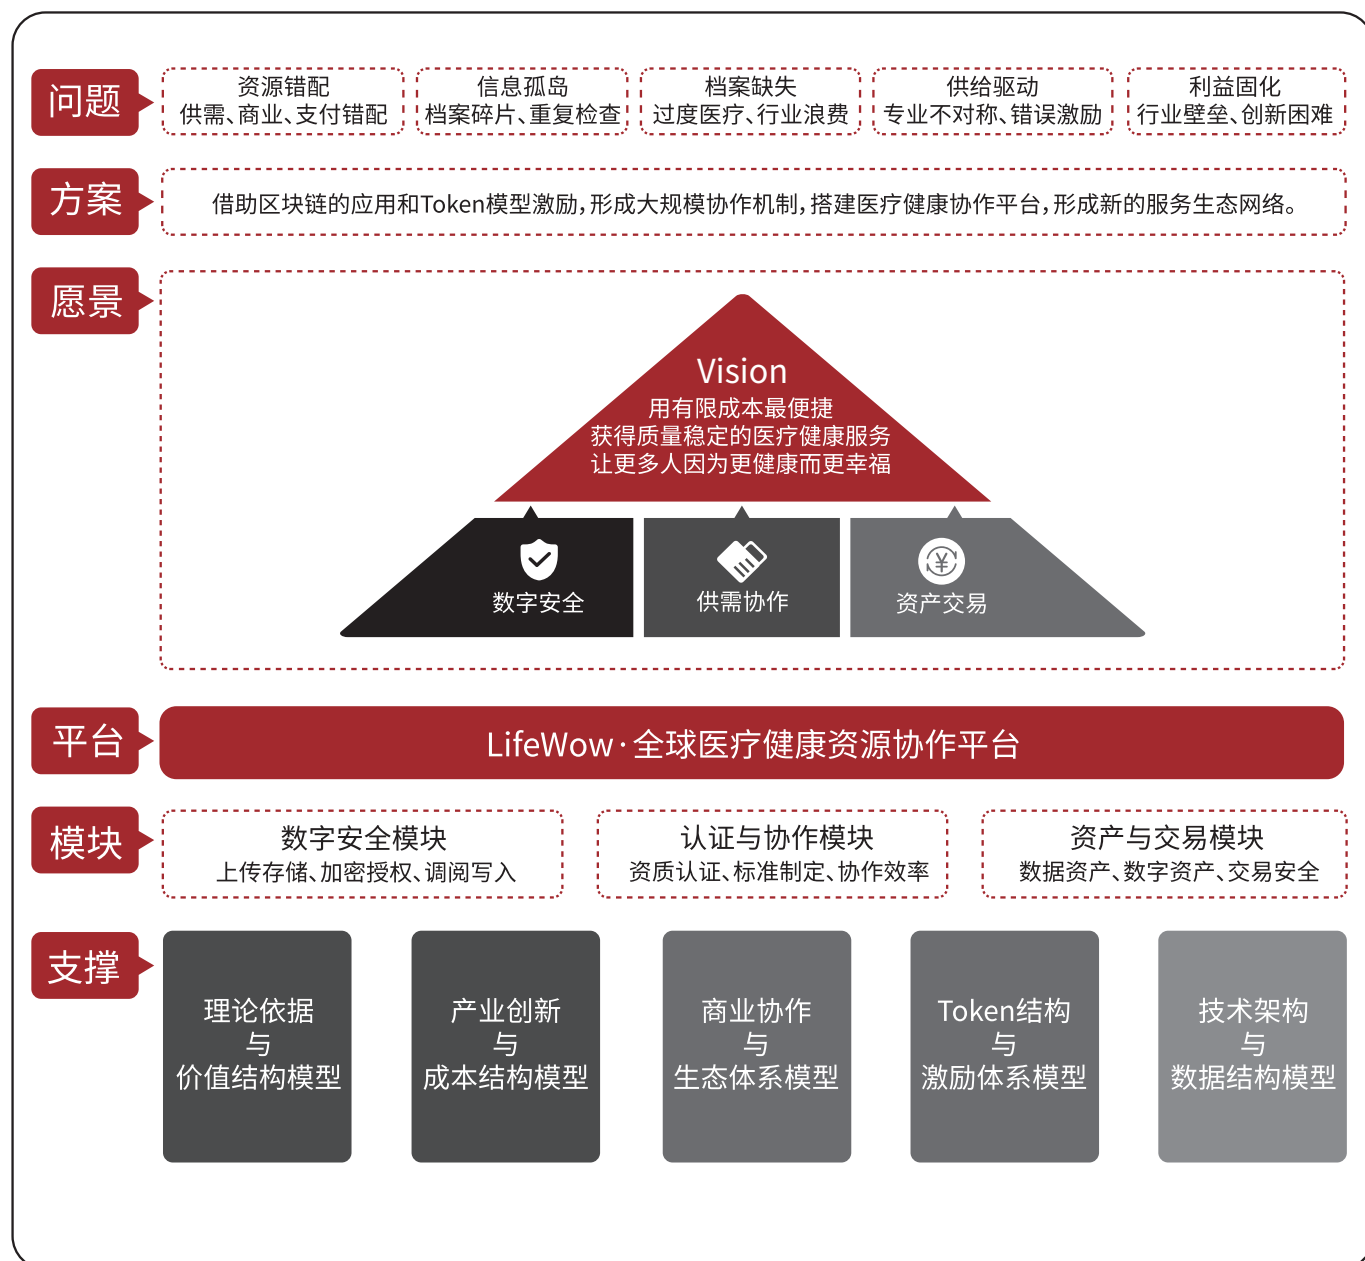 问题
资源错配
供需、商业、支付错配
信息孤岛
档案碎片、重复检查
档案缺失
过度医疗、行业浪费
供给驱动
专业不对称、错误激励
利益固化
行业壁垒、创新困难
方案
借助区块链的应用和Token模型激励，形成大规模协作机制，搭建医疗健康协作平台，形成新的服务生态网络。
愿景
Vision
用有限成本最便捷
获得质量稳定的医疗健康服务
让更多人因为更健康而更幸福
数字安全
供需协作
资产交易
平台
LifeWow·全球医疗健康资源协作平台
模块
数字安全模块
上传存储、加密授权、调阅写入
认证与协作模块
资质认证、标准制定、协作效率
资产与交易模块
数据资产、数字资产、交易安全
支撑
理论依据
与
价值结构模型
产业创新
与
成本结构模型
商业协作
与
生态体系模型
Token结构
与
激励体系模型
技术架构
与
数据结构模型